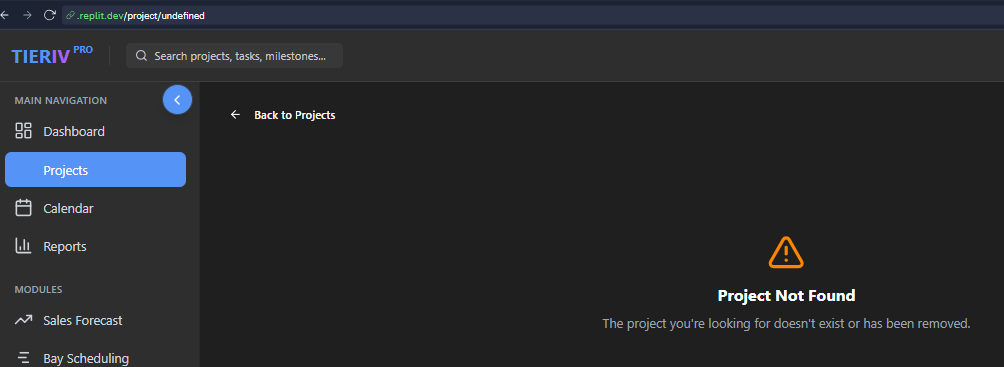 .replit.dev/project/undefined
TIERIV PRO
Search projects, tasks, milestones...
MAIN NAVIGATION
Back to Projects
Dashboard
Projects
Calendar
Reports
Project Not Found
MODULES
The project you're looking for doesn't exist or has been removed.
Sales Forecast
Bay Scheduling